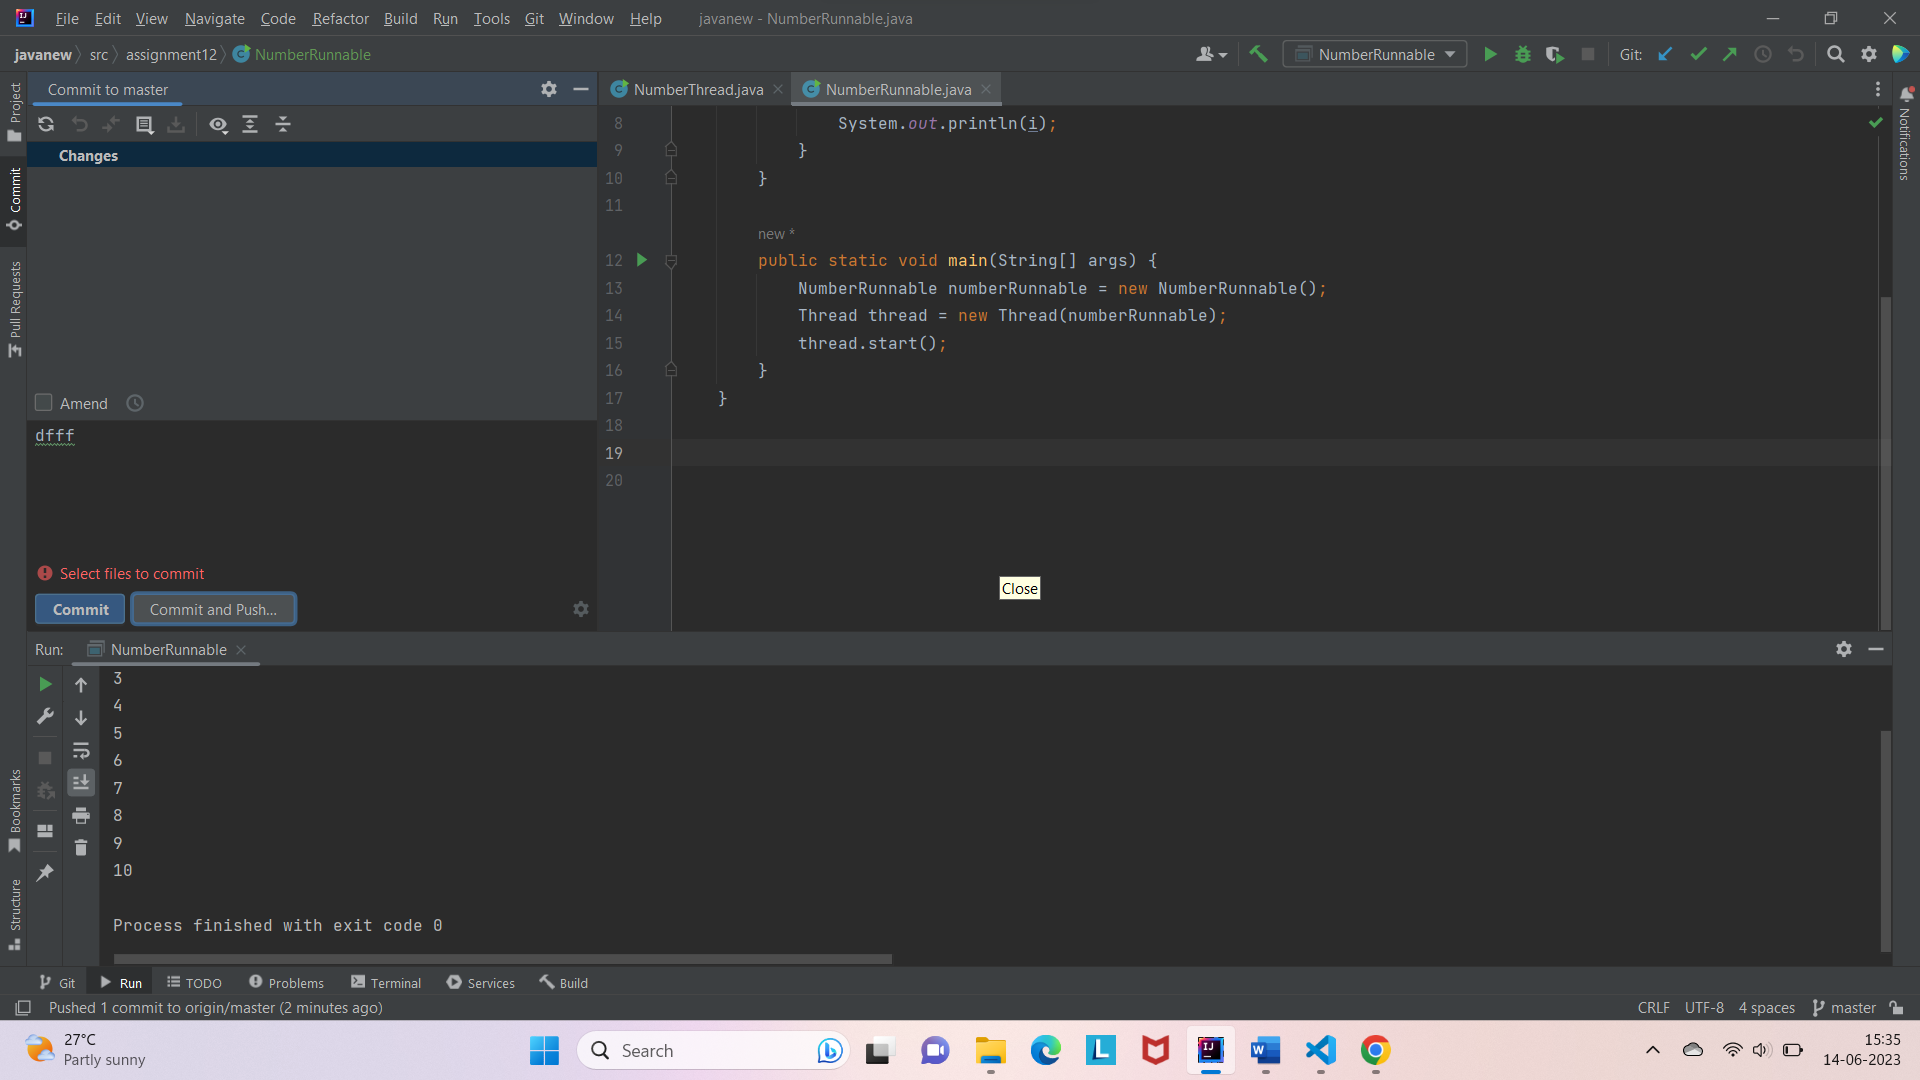 File Edit View Navigate Code Refactor Build Run Tools Git Window Help javanew - NumberRunnable.java
javanew src assignment12 NumberRunnable NumberRunnable Git:
Commit to master
NumberThread.java NumberRunnable.java
Project
Commit
Pull Requests
Bookmarks
Structure
Notifications
Changes
Amend
dfff
Select files to commit
Commit Commit and Push...
8 System.out.println(i);
9 }
10 }
11
new *
12 public static void main(String[] args) {
13 NumberRunnable numberRunnable = new NumberRunnable();
14 Thread thread = new Thread(numberRunnable);
15 thread.start();
16 }
17 }
18
19
20
Close
Run: NumberRunnable
3
4
5
6
7
8
9
10
Process finished with exit code 0
Git Run TODO Problems Terminal Services Build
Pushed 1 commit to origin/master (2 minutes ago) CRLF UTF-8 4 spaces master
27°C
Partly sunny
Search
15:35
14-06-2023